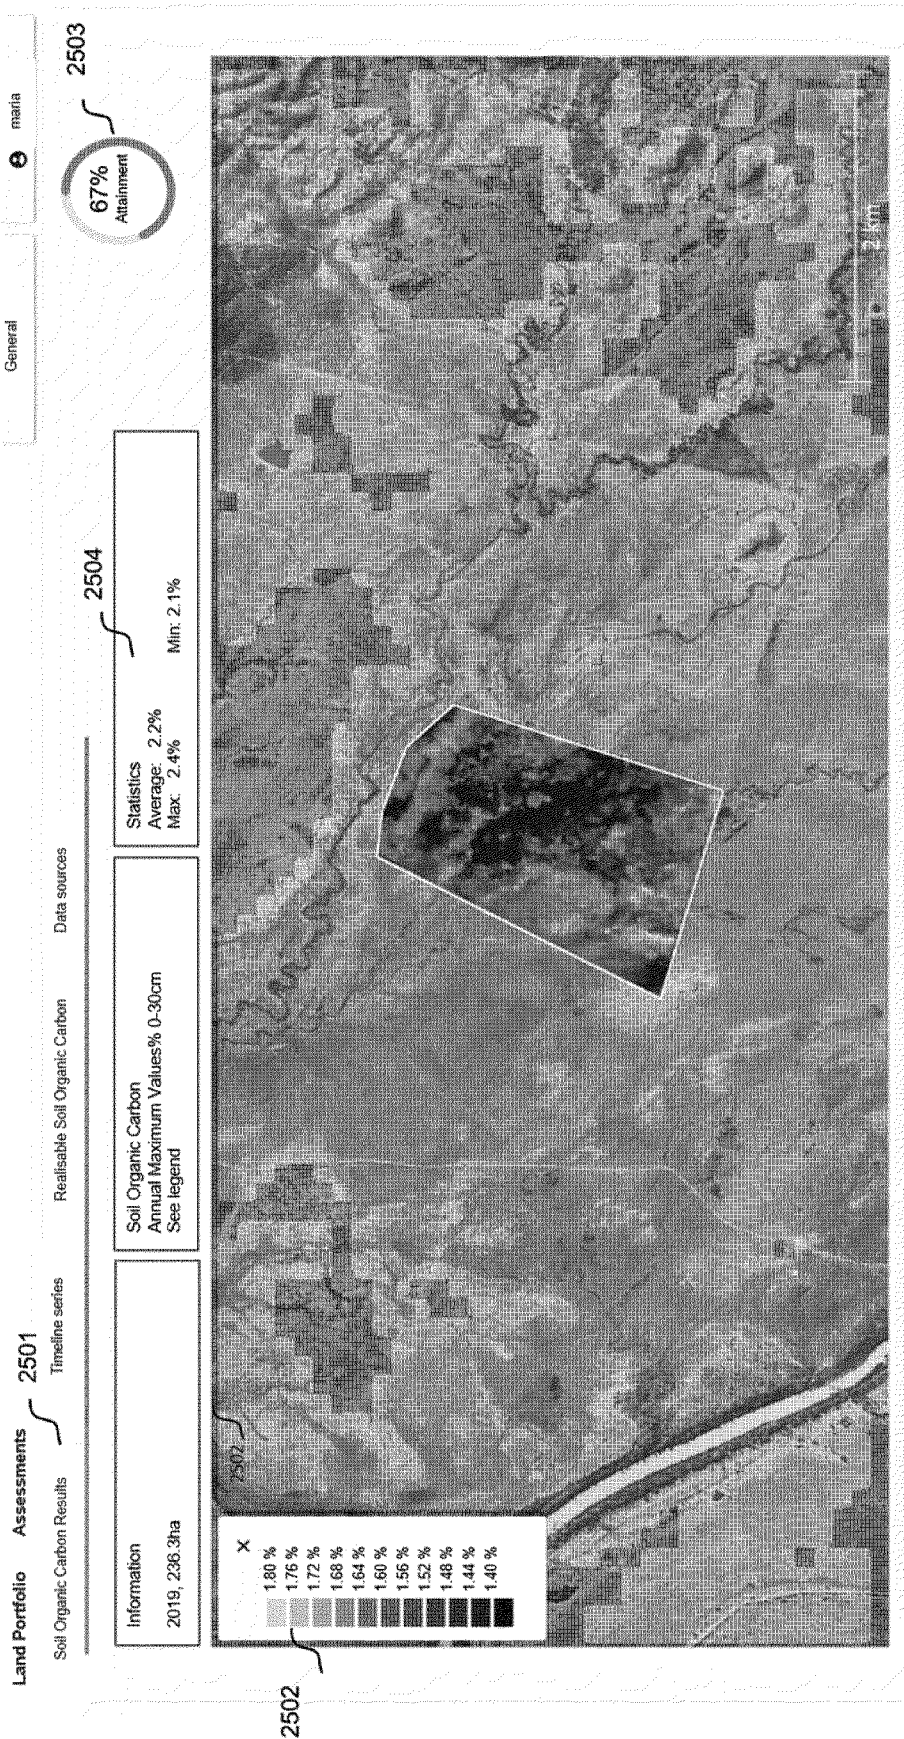 Land Portfolio Assessments 2501
General
maria
Soil Organic Carbon Results Timeline series Realisable Soil Organic Carbon Data sources
67%
Attainment
2503
Information
2019, 236.3ha
Soil Organic Carbon
Annual Maximum Values% 0-30cm
See legend
2504
Statistics
Average: 2.2%
Max: 2.4% Min: 2.1%
2502
2502
X
1.80 %
1.76 %
1.72 %
1.68 %
1.64 %
1.60 %
1.56 %
1.52 %
1.48 %
1.44 %
1.40 %
2 km